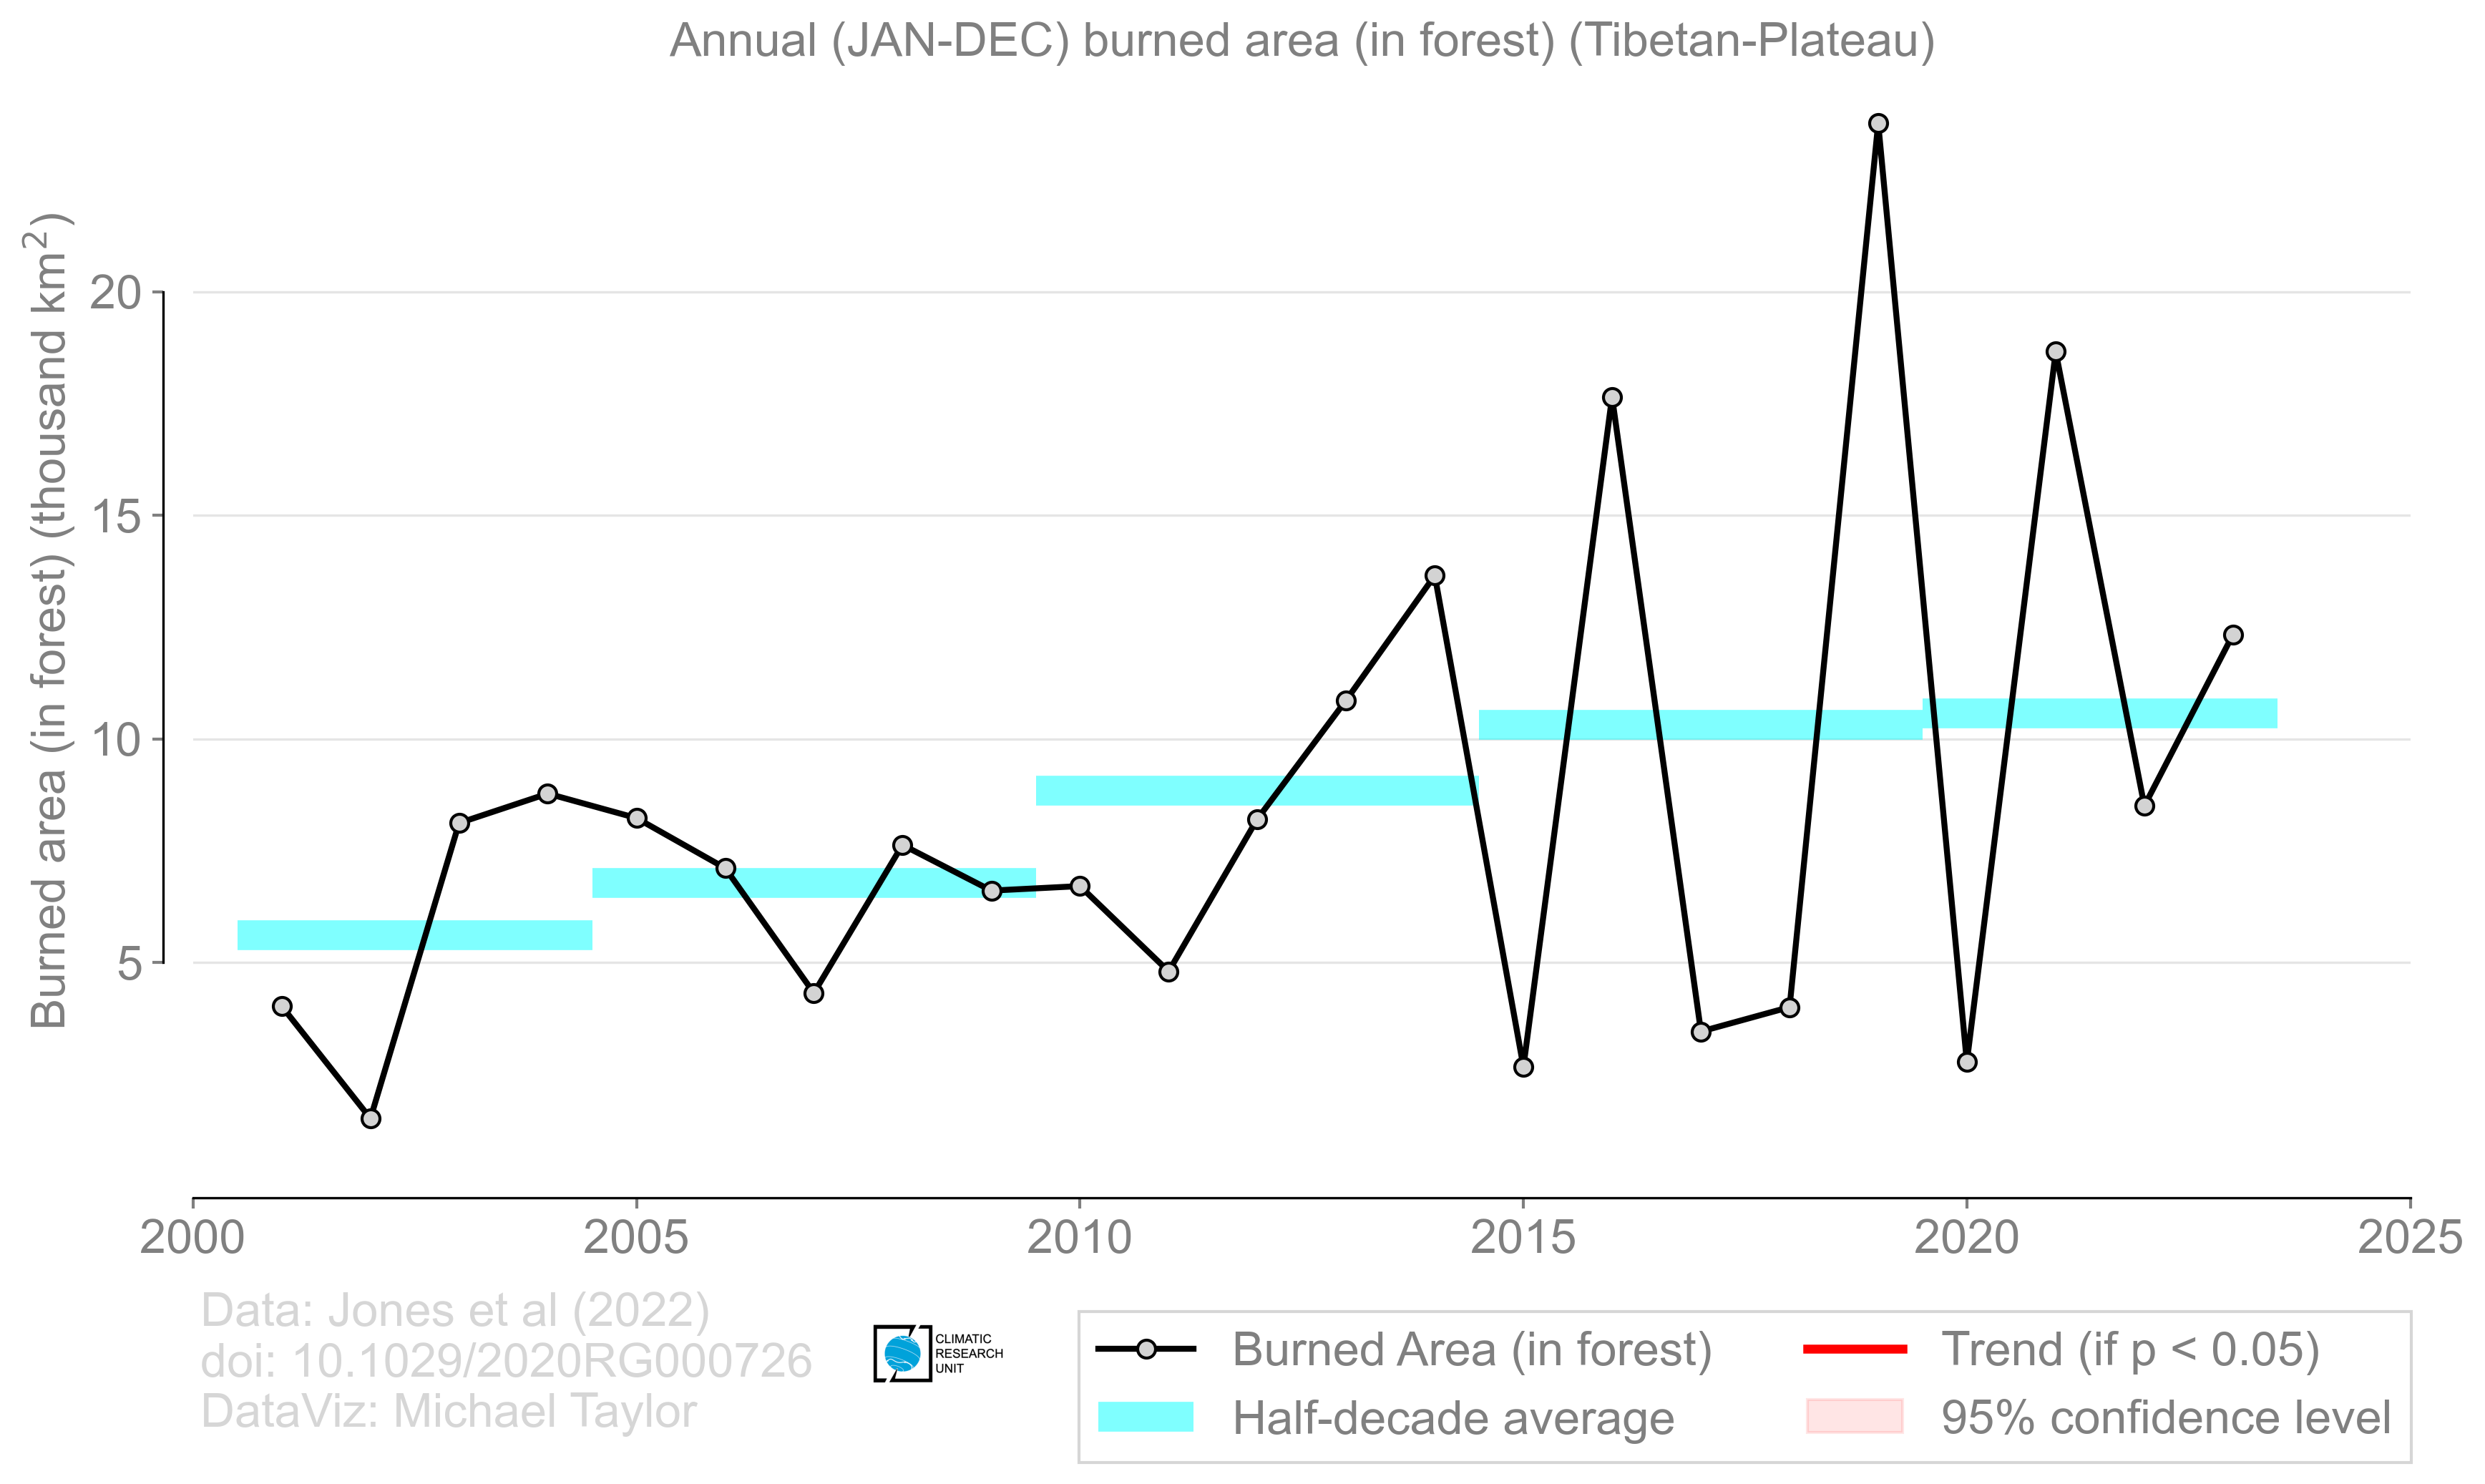 Annual (JAN-DEC) burned area (in forest) (Tibetan-Plateau)
Burned area (in forest) (thousand km²)
20
15
10
5
2000 2005 2010 2015 2020 2025
Data: Jones et al (2022)
doi: 10.1029/2020RG000726
DataViz: Michael Taylor
CLIMATIC
RESEARCH
UNIT
Burned Area (in forest)
Half-decade average
Trend (if p < 0.05)
95% confidence level